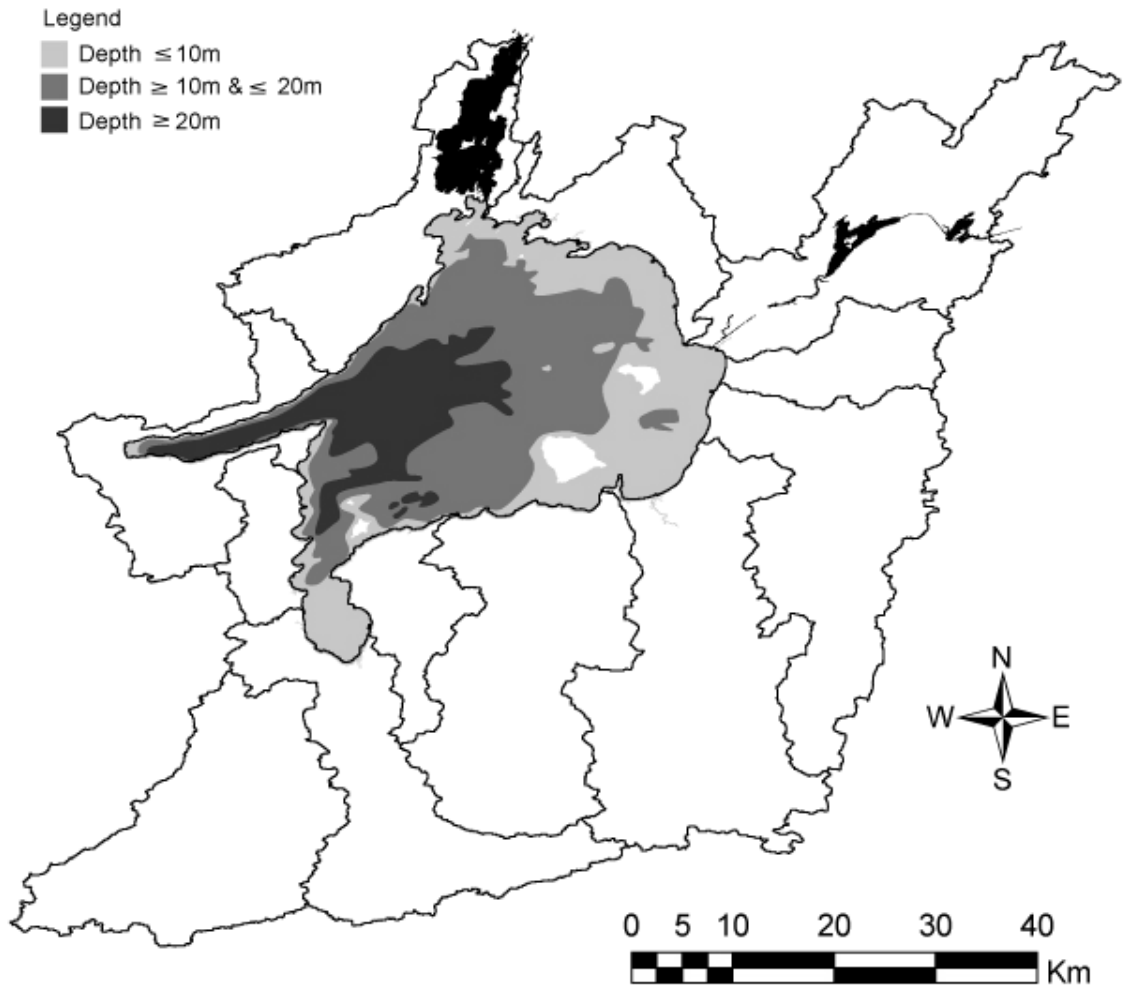 Legend
Depth ≤ 10m
Depth ≥ 10m & ≤ 20m
Depth ≥ 20m
N
W E
S
0 5 10 20 30 40
Km